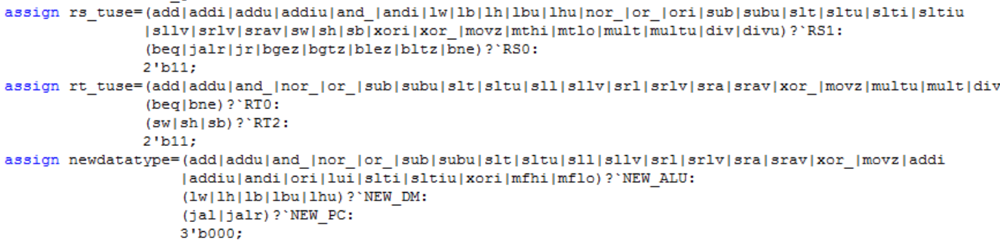 assign rs_tuse=(add|addi|addu|addiu|and_|andi|lw|lb|lh|lbu|lhu|nor_|or_|ori|sub|subu|slt|sltu|slti|sltiu
|sllv|srlv|srav|sw|sh|sb|xori|xor_|movz|mthi|mtlo|mult|multu|div|divu)?`RS1:
(beq|jalr|jr|bgez|bgtz|blez|bltz|bne)?`RS0:
2'b11;
assign rt_tuse=(add|addu|and_|nor_|or_|sub|subu|slt|sltu|sll|sllv|srl|srlv|sra|srav|xor_|movz|multu|mult|div
(beq|bne)?`RT0:
(sw|sh|sb)?`RT2:
2'b11;
assign newdatatype=(add|addu|and_|nor_|or_|sub|subu|slt|sltu|sll|sllv|srl|srlv|sra|srav|xor_|movz|addi
|addiu|andi|ori|lui|slti|sltiu|xori|mfhi|mflo)?`NEW_ALU:
(lw|lh|lb|lbu|lhu)?`NEW_DM:
(jal|jalr)?`NEW_PC:
3'b000;